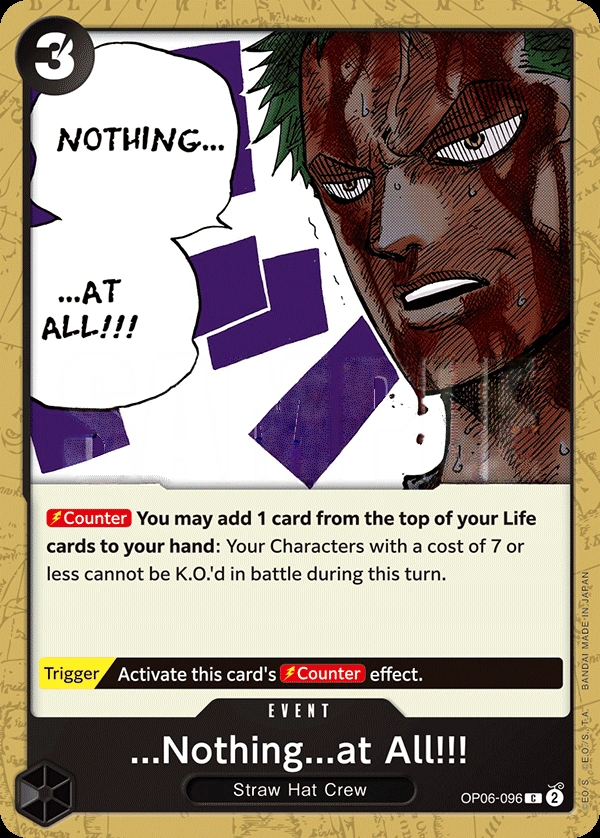 3
NOTHING...
...AT
ALL!!!
Counter You may add 1 card from the top of your Life
cards to your hand: Your Characters with a cost of 7 or
less cannot be K.O.'d in battle during this turn.
Trigger Activate this card's Counter effect.
EVENT
...Nothing...at All!!!
Straw Hat Crew
OP06-096 C 2
©E.O./S. ©E.O./S.,T.A. BANDAI MADE IN JAPAN